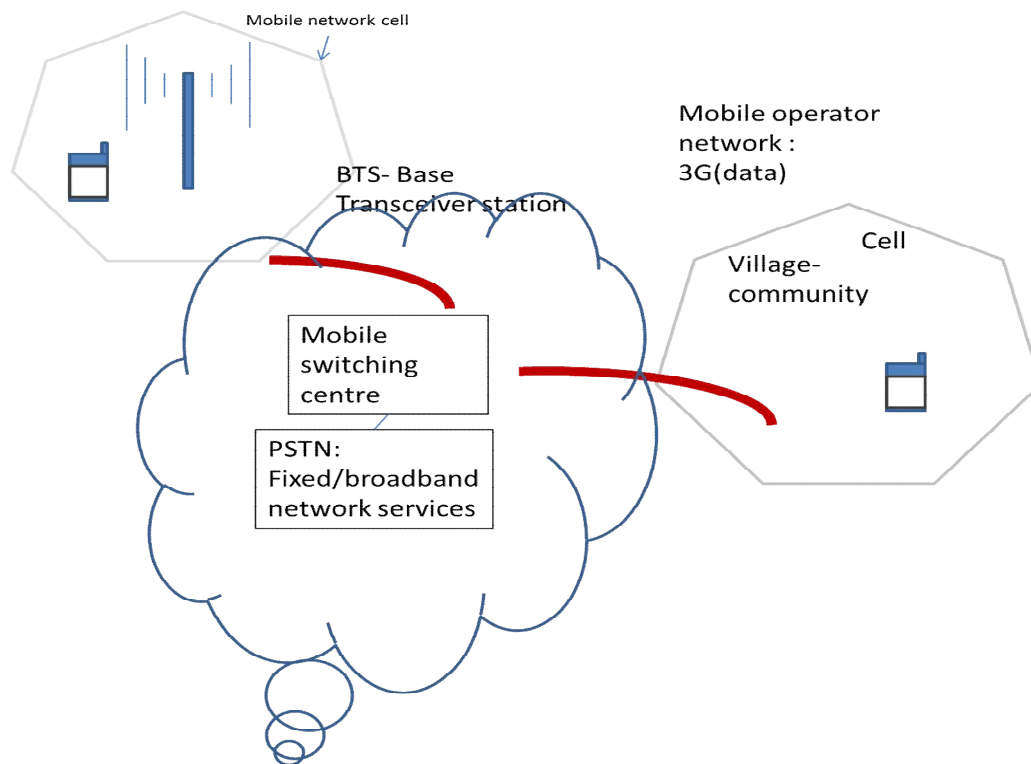 Mobile network cell
Mobile operator
network :
3G(data)
BTS- Base
Transceiver station
Cell
Village-
community
Mobile
switching
centre
PSTN:
Fixed/broadband
network services